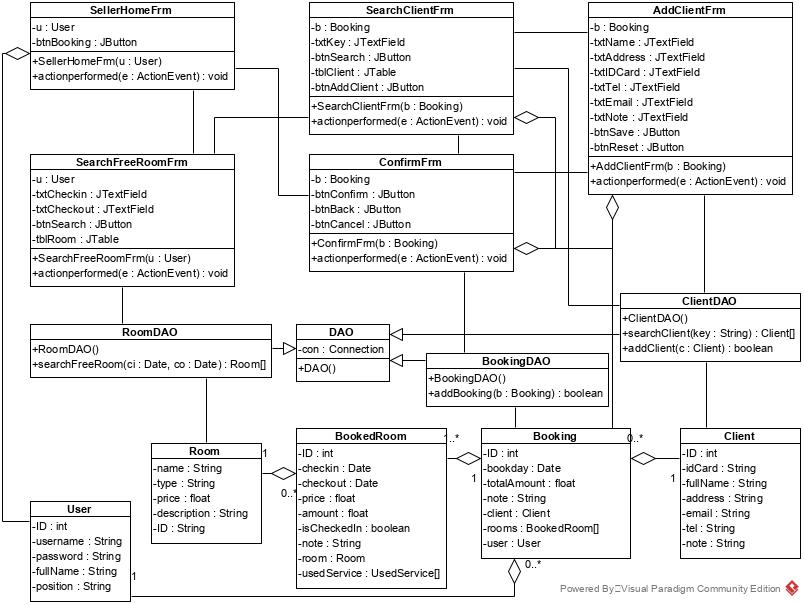 SellerHomeFrm
-u : User
-btnBooking : JButton
+SellerHomeFrm(u : User)
+actionperformed(e : ActionEvent) : void
SearchClientFrm
-b : Booking
-txtKey : JTextField
-btnSearch : JButton
-tblClient : JTable
-btnAddClient : JButton
+SearchClientFrm(b : Booking)
+actionperformed(e : ActionEvent) : void
AddClientFrm
-b : Booking
-txtName : JTextField
-txtAddress : JTextField
-txtIDCard : JTextField
-txtTel : JTextField
-txtEmail : JTextField
-txtNote : JTextField
-btnSave : JButton
-btnReset : JButton
+AddClientFrm(b : Booking)
+actionperformed(e : ActionEvent) : void
SearchFreeRoomFrm
-u : User
-txtCheckin : JTextField
-txtCheckout : JTextField
-btnSearch : JButton
-tblRoom : JTable
+SearchFreeRoomFrm(u : User)
+actionperformed(e : ActionEvent) : void
ConfirmFrm
-b : Booking
-btnConfirm : JButton
-btnBack : JButton
-btnCancel : JButton
+ConfirmFrm(b : Booking)
+actionperformed(e : ActionEvent) : void
ClientDAO
+ClientDAO()
+searchClient(key : String) : Client[]
+addClient(c : Client) : boolean
RoomDAO
+RoomDAO()
+searchFreeRoom(ci : Date, co : Date) : Room[]
DAO
-con : Connection
+DAO()
BookingDAO
+BookingDAO()
+addBooking(b : Booking) : boolean
Room
-name : String
-type : String
-price : float
-description : String
-ID : String
1
0..*
BookedRoom
-ID : int
-checkin : Date
-checkout : Date
-price : float
-amount : float
-isCheckedIn : boolean
-note : String
-room : Room
-usedService : UsedService[]
1..*
1
Booking
-ID : int
-bookday : Date
-totalAmount : float
-note : String
-client : Client
-rooms : BookedRoom[]
-user : User
0..*
1
Client
-ID : int
-idCard : String
-fullName : String
-address : String
-email : String
-tel : String
-note : String
User
-ID : int
-username : String
-password : String
-fullName : String
-position : String
1
0..*
Powered By Visual Paradigm Community Edition